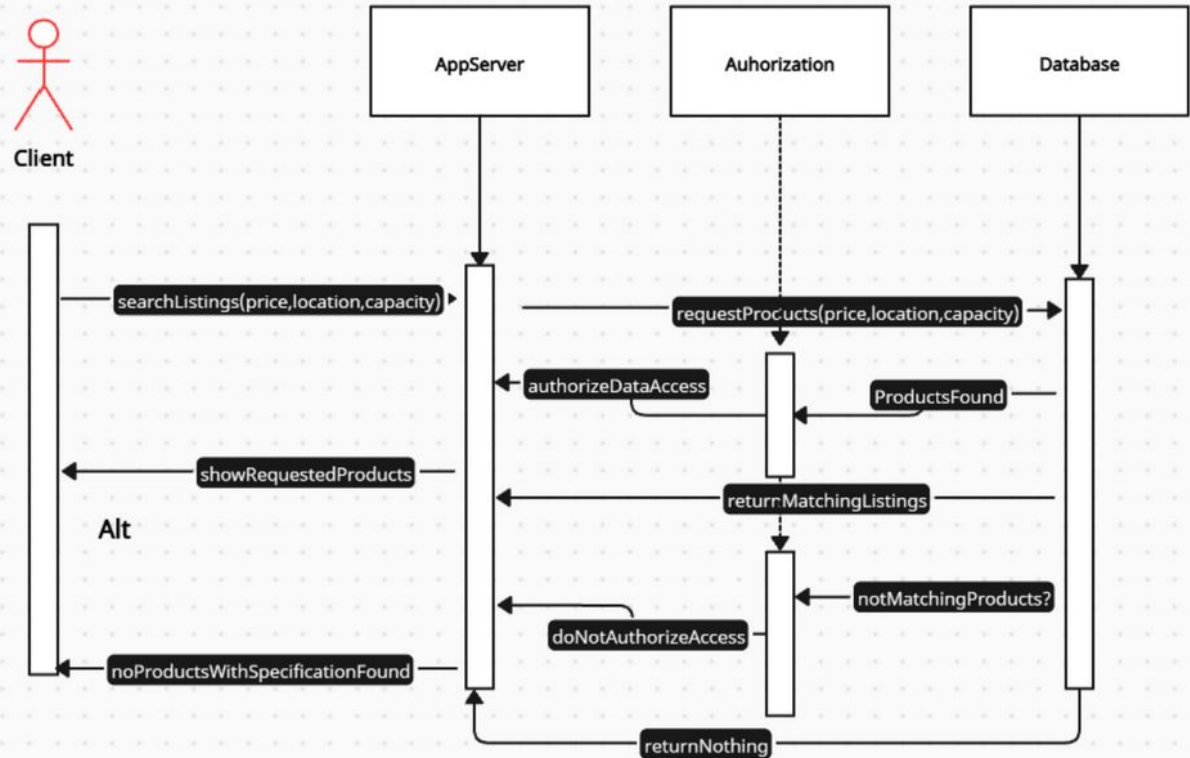 AppServer
Auhorization
Database
Client
searchListings(price,location,capacity)
requestProducts(price,location,capacity)
authorizeDataAccess
ProductsFound
showRequestedProducts
returnMatchingListings
Alt
notMatchingProducts?
doNotAuthorizeAccess
noProductsWithSpecificationFound
returnNothing